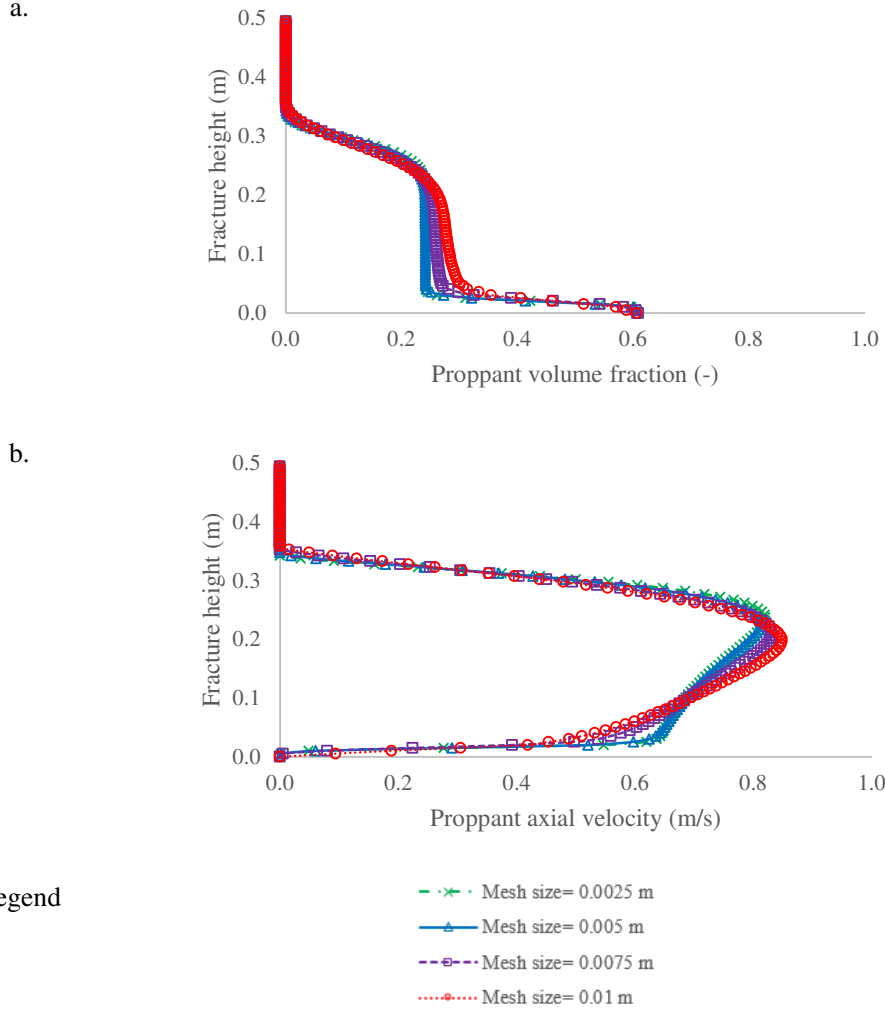 a.
0.5
0.4
0.3
0.2
0.1
0.0
Fracture height (m)
0.0 0.2 0.4 0.6 0.8 1.0
Proppant volume fraction (-)
b.
0.5
0.4
0.3
0.2
0.1
0.0
Fracture height (m)
0.0 0.2 0.4 0.6 0.8 1.0
Proppant axial velocity (m/s)
egend
Mesh size= 0.0025 m
Mesh size= 0.005 m
Mesh size= 0.0075 m
Mesh size= 0.01 m